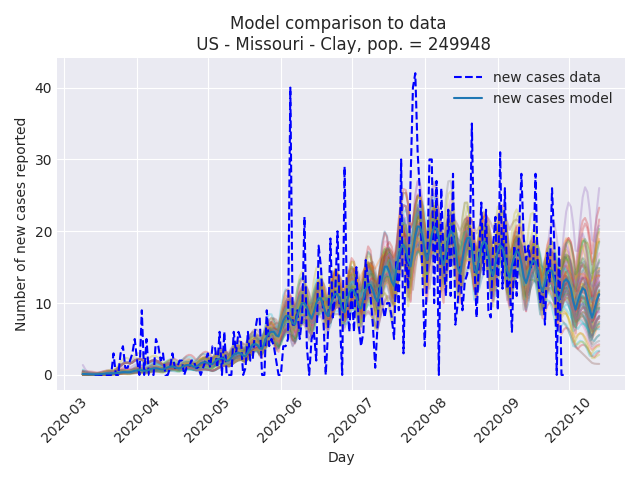 Model comparison to data
US - Missouri - Clay, pop. = 249948
new cases data
new cases model
Number of new cases reported
40
30
20
10
0
2020-03
2020-04
2020-05
2020-06
2020-07
2020-08
2020-09
2020-10
Day